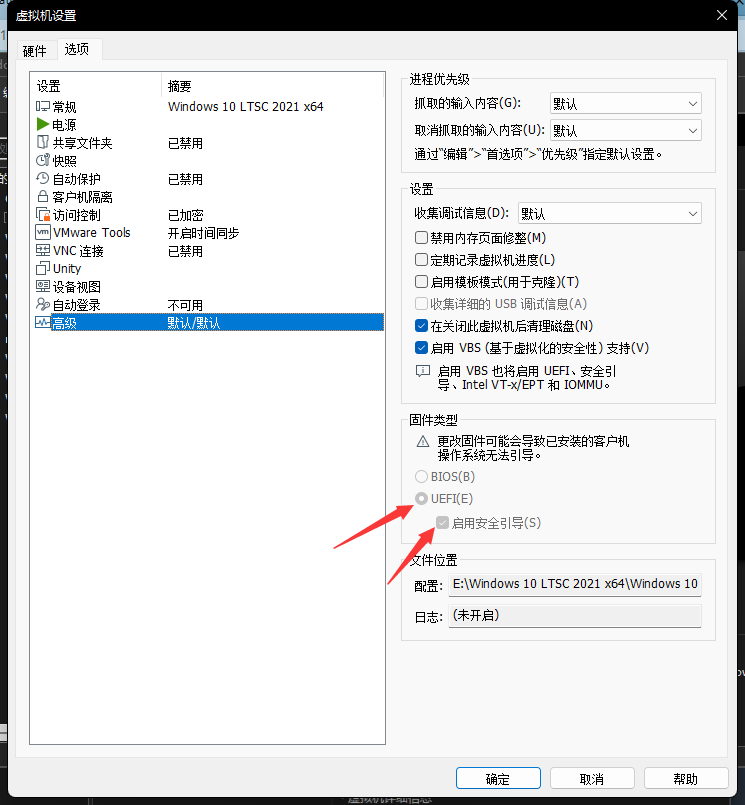 虚拟机设置
硬件
选项
设置
摘要
常规
Windows 10 LTSC 2021 x64
电源
共享文件夹
已禁用
快照
自动保护
已禁用
客户机隔离
访问控制
已加密
VMware Tools
开启时间同步
VNC 连接
已禁用
Unity
设备视图
自动登录
不可用
高级
默认/默认
进程优先级
抓取的输入内容(G):
默认
取消抓取的输入内容(U):
默认
通过“编辑”>“首选项”>“优先级”指定默认设置。
设置
收集调试信息(D):
默认
禁用内存页面修整(M)
定期记录虚拟机进度(L)
启用模板模式(用于克隆)(T)
收集详细的 USB 调试信息(A)
在关闭此虚拟机后清理磁盘(N)
启用 VBS (基于虚拟化的安全性) 支持(V)
启用 VBS 也将启用 UEFI、安全引
导、Intel VT-x/EPT 和 IOMMU。
固件类型
更改固件可能会导致已安装的客户机
操作系统无法引导。
BIOS(B)
UEFI(E)
启用安全引导(S)
文件位置
配置:
E:\Windows 10 LTSC 2021 x64\Windows 10
日志:
(未开启)
确定
取消
帮助
虚拟机详细信息